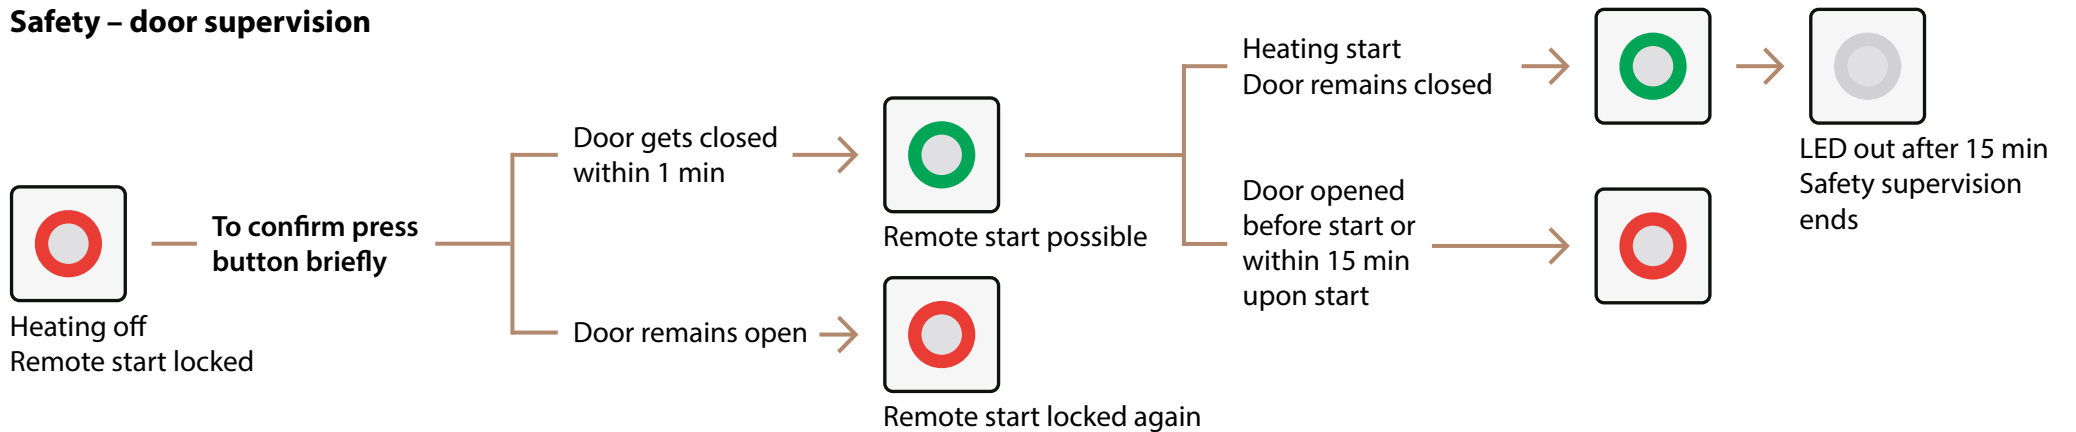 Safety – door supervision
Heating off
Remote start locked
To confirm press
button briefly
Door gets closed
within 1 min
Remote start possible
Door remains open
Remote start locked again
Heating start
Door remains closed
LED out after 15 min
Safety supervision
ends
Door opened
before start or
within 15 min
upon start